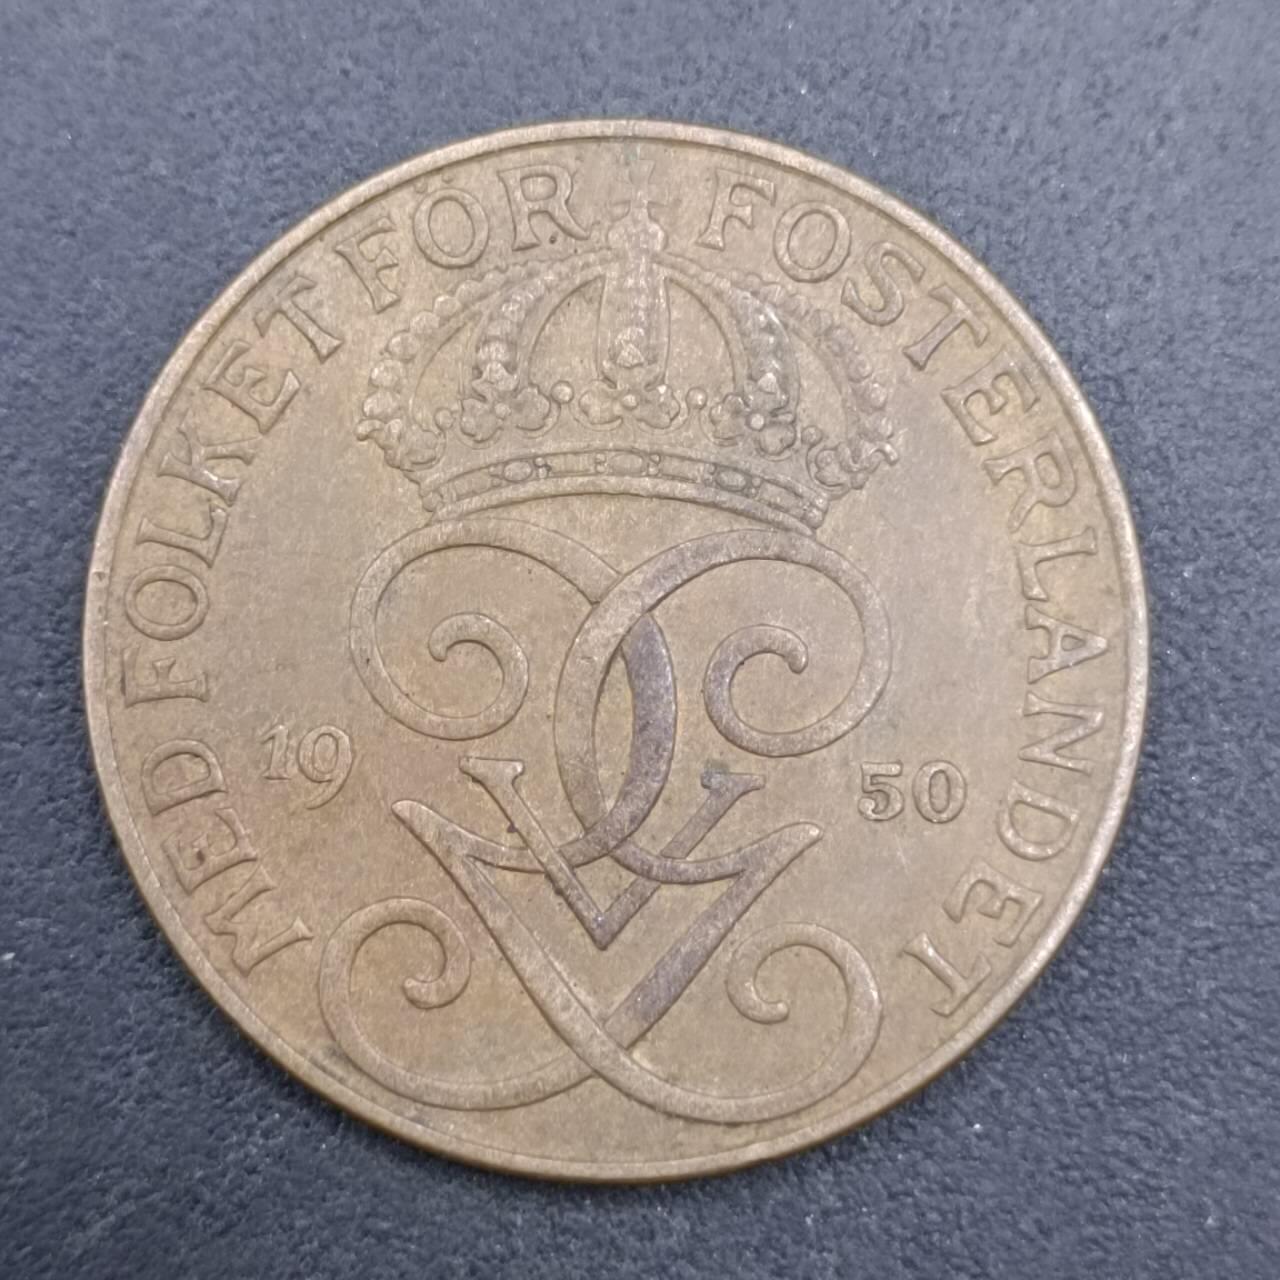 MED FOLKET FÖR FOSTERLANDET
19 50
V